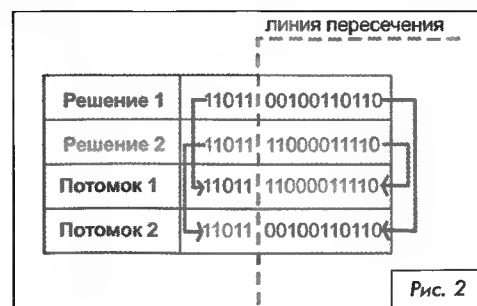 линия пересечения
Решение 1 11011 00100110110
Решение 2 11011 11000011110
Потомок 1 11011 11000011110
Потомок 2 11011 00100110110
Рис. 2